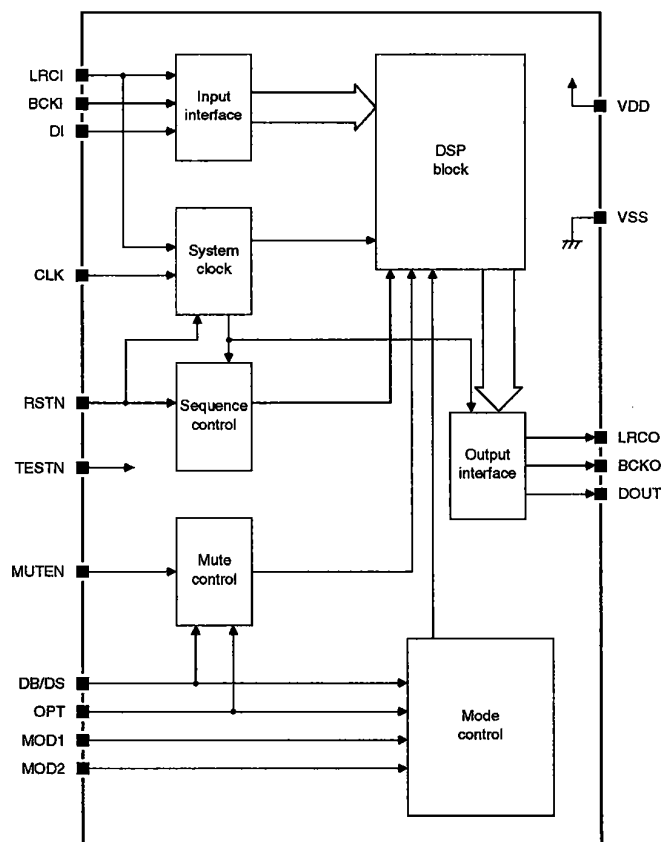 LRCI
BCKI
DI
Input
interface
DSP
block
VDD
VSS
System
clock
CLK
RSTN
Sequence
control
TESTN
Output
interface
LRCO
BCKO
DOUT
MUTEN
Mute
control
DB/DS
OPT
MOD1
MOD2
Mode
control